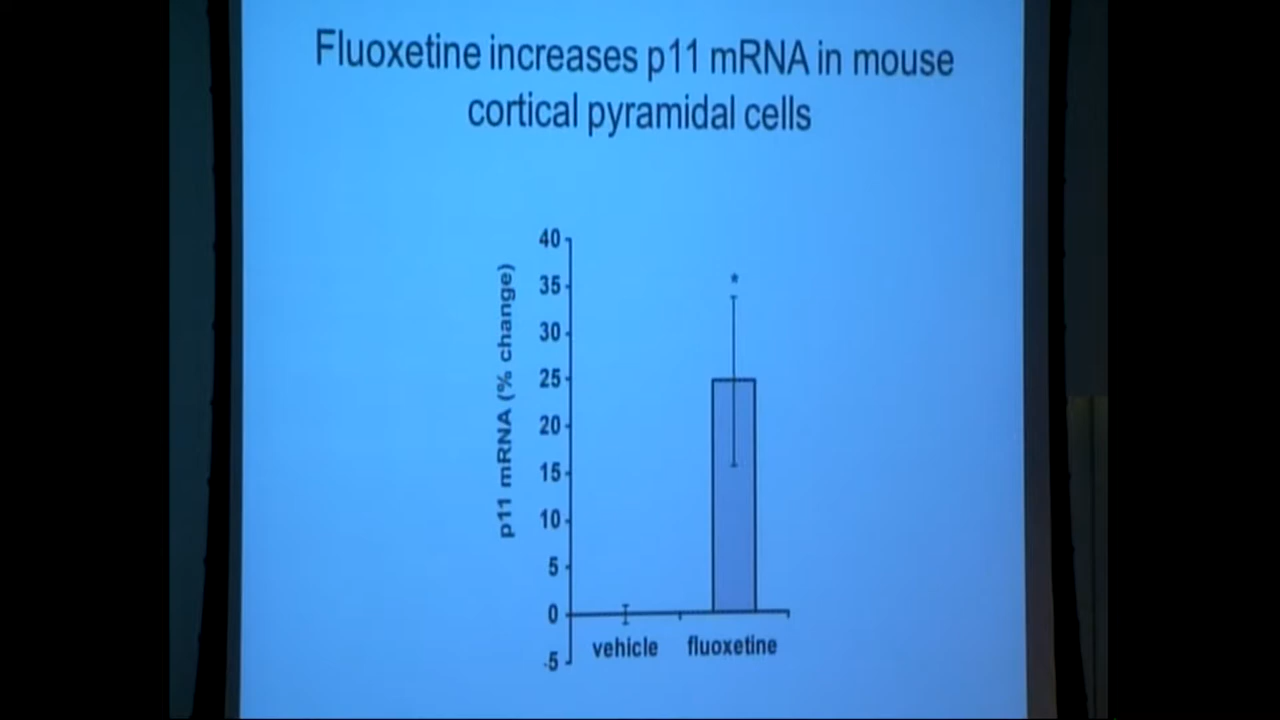 Fluoxetine increases p11 mRNA in mouse
cortical pyramidal cells
p11 mRNA (% change)
40
35
30
25
20
15
10
5
0
-5
*
vehicle
fluoxetine